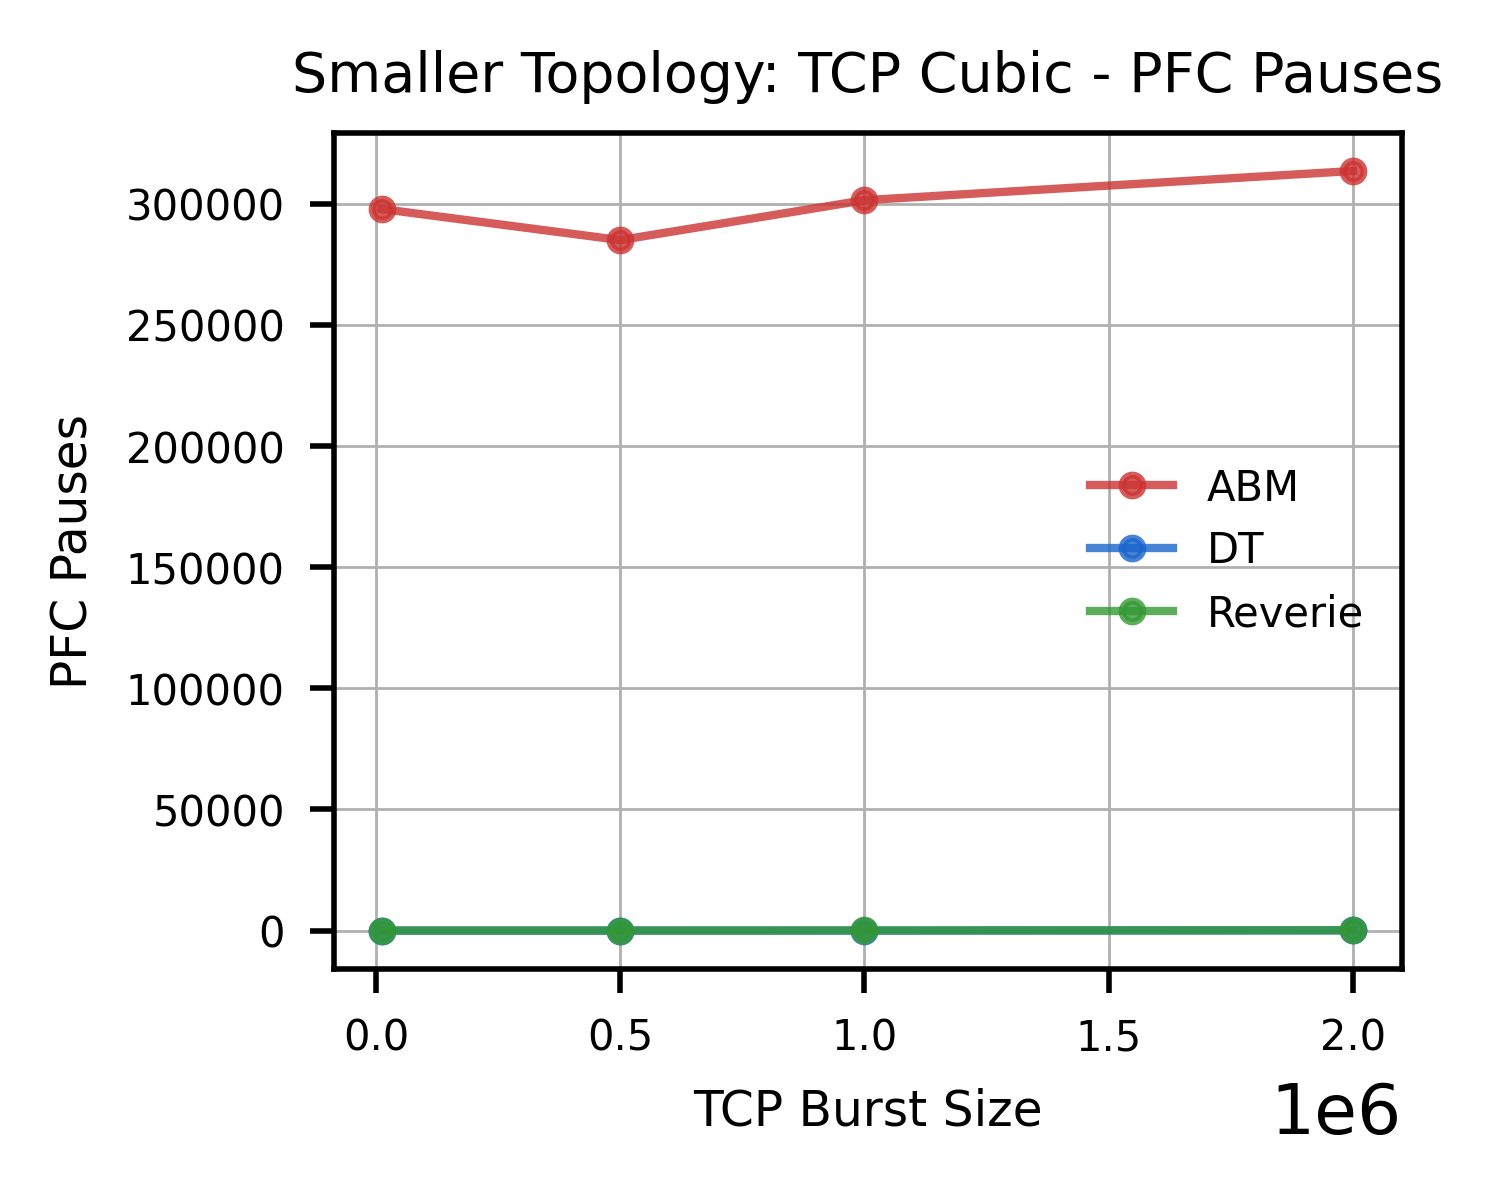 Smaller Topology: TCP Cubic - PFC Pauses
PFC Pauses
300000
250000
200000
150000
100000
50000
0
ABM
DT
Reverie
0.0 0.5 1.0 1.5 2.0
TCP Burst Size
1e6